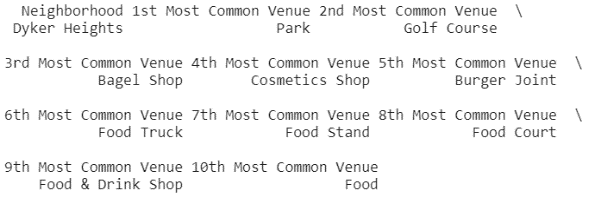 Neighborhood 1st Most Common Venue 2nd Most Common Venue \
Dyker Heights Park Golf Course
3rd Most Common Venue 4th Most Common Venue 5th Most Common Venue \
Bagel Shop Cosmetics Shop Burger Joint
6th Most Common Venue 7th Most Common Venue 8th Most Common Venue \
Food Truck Food Stand Food Court
9th Most Common Venue 10th Most Common Venue
Food & Drink Shop Food